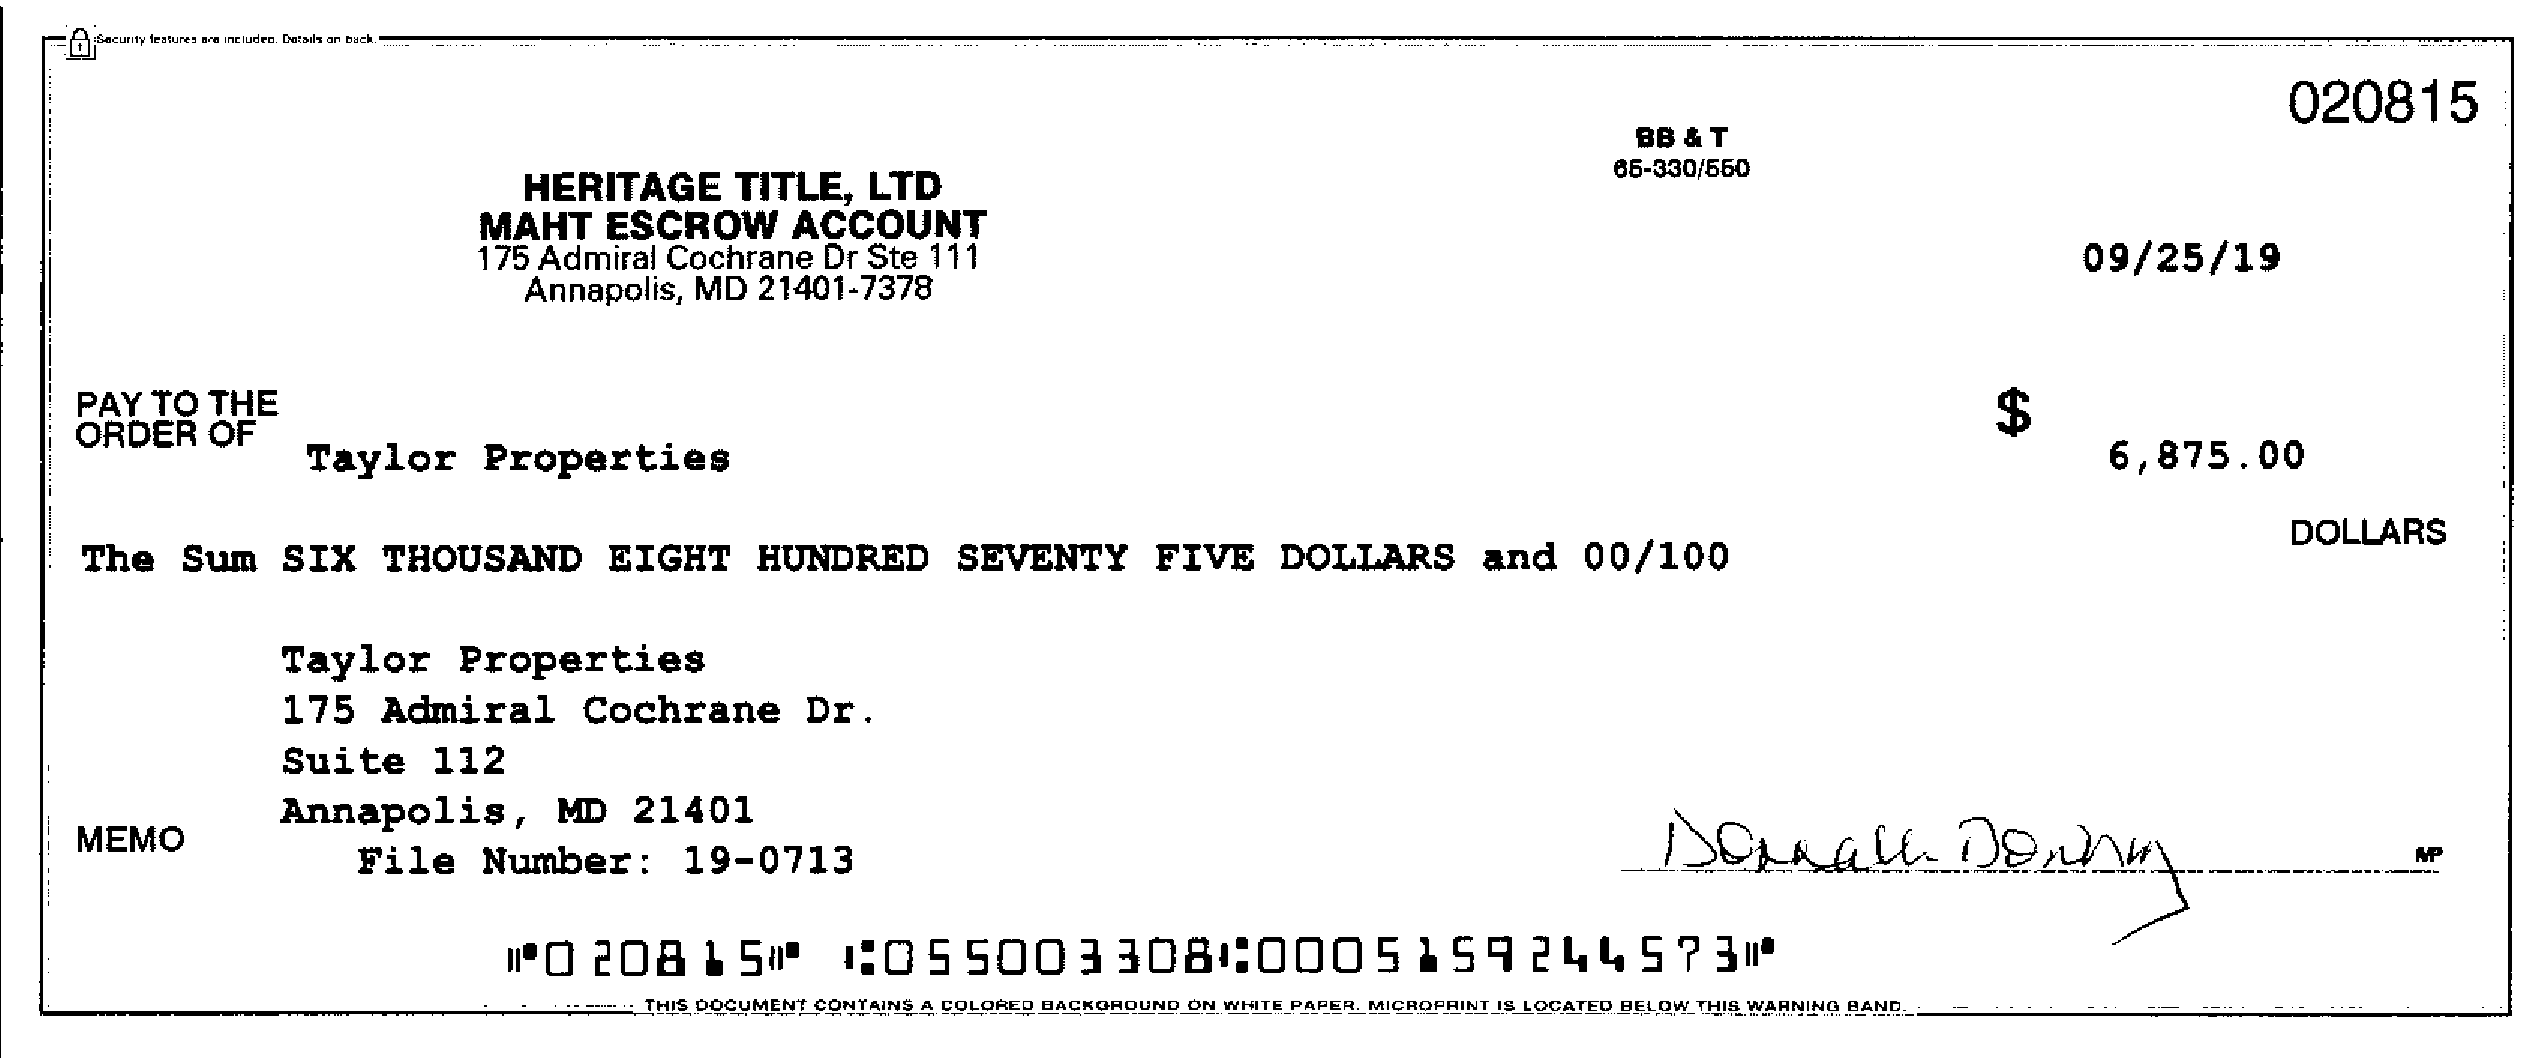 Security features are included. Details on back.
020815
BB & T
65-330/550
HERITAGE TITLE, LTD
MAHT ESCROW ACCOUNT
175 Admiral Cochrane Dr Ste 111
Annapolis, MD 21401-7378
09/25/19
PAY TO THE
ORDER OF
Taylor Properties
$
6,875.00
DOLLARS
The Sum SIX THOUSAND EIGHT HUNDRED SEVENTY FIVE DOLLARS and 00/100
Taylor Properties
175 Admiral Cochrane Dr.
Suite 112
Annapolis, MD 21401
MEMO
File Number: 19-0713
MP
⑈020815⑈ ⑆055003308⑆0005159244573⑈
THIS DOCUMENT CONTAINS A COLORED BACKGROUND ON WHITE PAPER. MICROPRINT IS LOCATED BELOW THIS WARNING BAND.